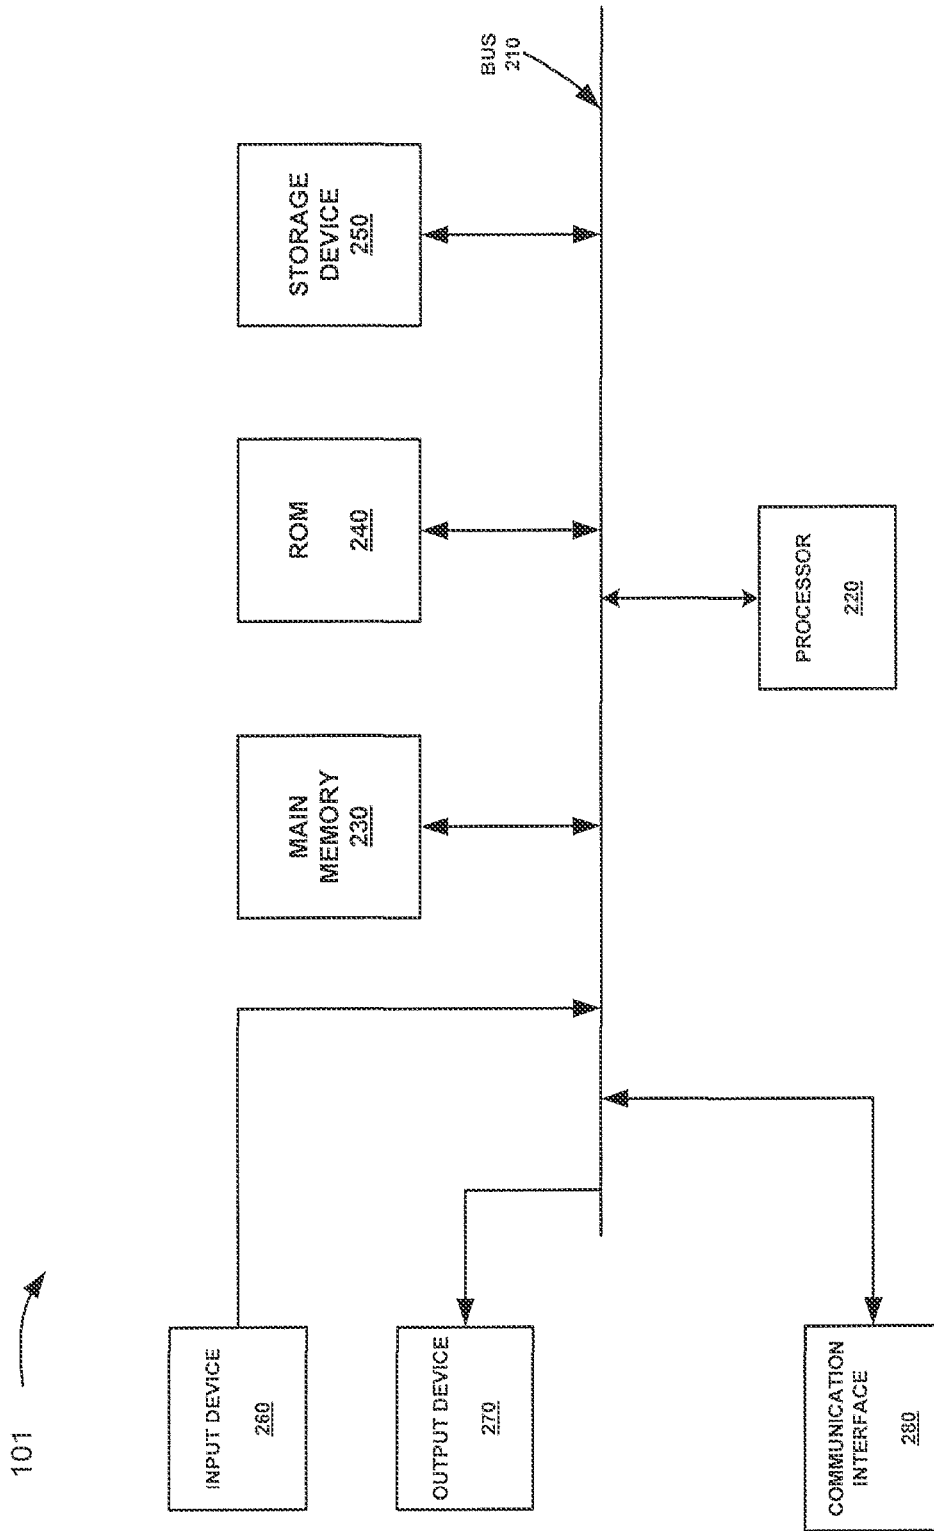 101
INPUT DEVICE
260
OUTPUT DEVICE
270
COMMUNICATION
INTERFACE
280
MAIN
MEMORY
230
ROM
240
STORAGE
DEVICE
250
PROCESSOR
220
BUS
210